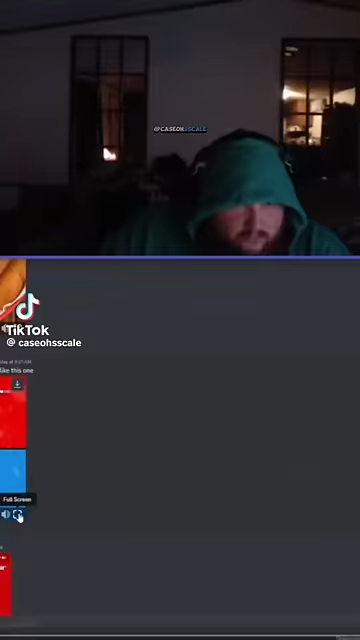 @CASEOHSSCALE
TikTok
@ caseohsscale
like this one
Full Screen